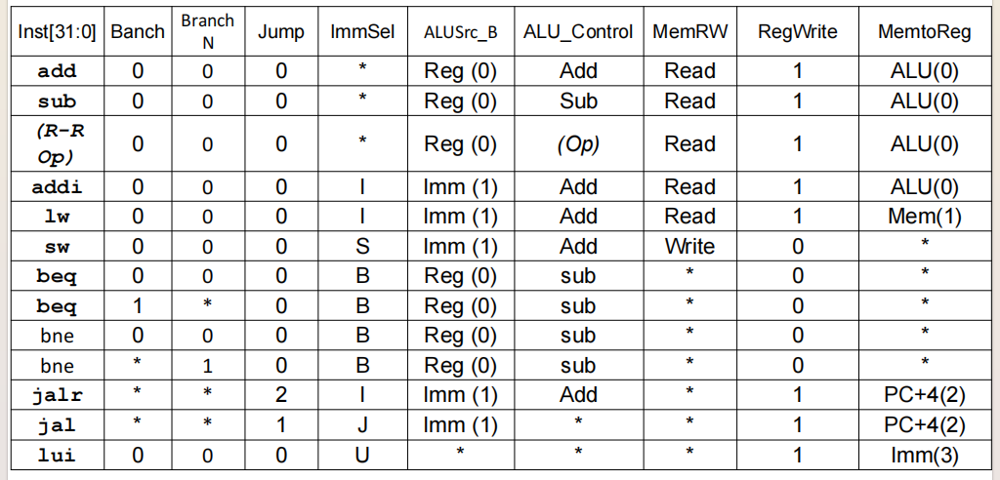 Inst[31:0] Banch Branch N Jump ImmSel ALUSrc_B ALU_Control MemRW RegWrite MemtoReg
add 0 0 0 * Reg (0) Add Read 1 ALU(0)
sub 0 0 0 * Reg (0) Sub Read 1 ALU(0)
(R-R Op) 0 0 0 * Reg (0) (Op) Read 1 ALU(0)
addi 0 0 0 I Imm (1) Add Read 1 ALU(0)
lw 0 0 0 I Imm (1) Add Read 1 Mem(1)
sw 0 0 0 S Imm (1) Add Write 0 *
beq 0 0 0 B Reg (0) sub * 0 *
beq 1 * 0 B Reg (0) sub * 0 *
bne 0 0 0 B Reg (0) sub * 0 *
bne * 1 0 B Reg (0) sub * 0 *
jalr * * 2 I Imm (1) Add * 1 PC+4(2)
jal * * 1 J Imm (1) * * 1 PC+4(2)
lui 0 0 0 U * * * 1 Imm(3)